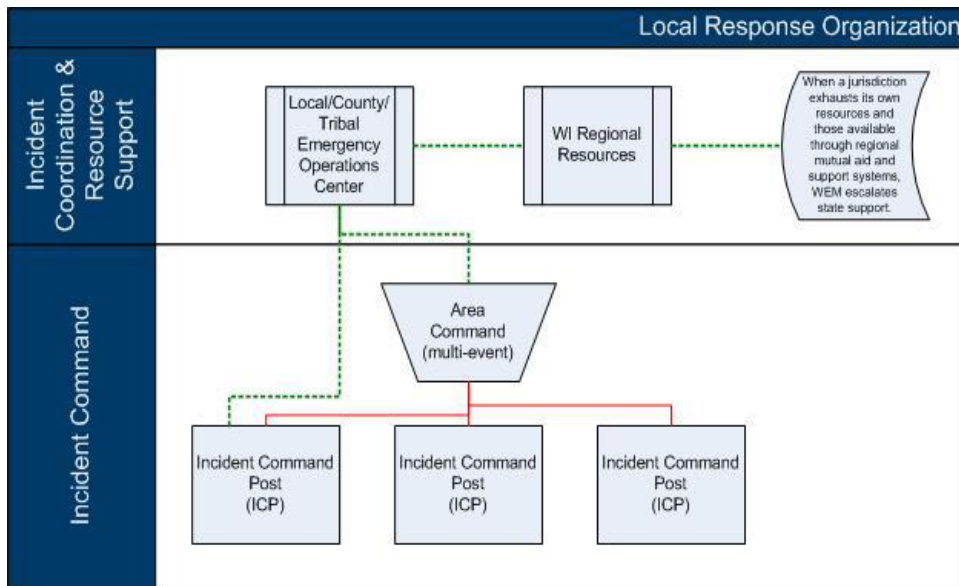 Local Response Organization
Incident
Coordination &
Resource
Support
Local/County/
Tribal
Emergency
Operations
Center
WI Regional
Resources
When a jurisdiction
exhausts its own
resources and
those available
through regional
mutual aid and
support systems,
WEM escalates
state support.
Incident Command
Area
Command
(multi-event)
Incident Command
Post
(ICP)
Incident Command
Post
(ICP)
Incident Command
Post
(ICP)